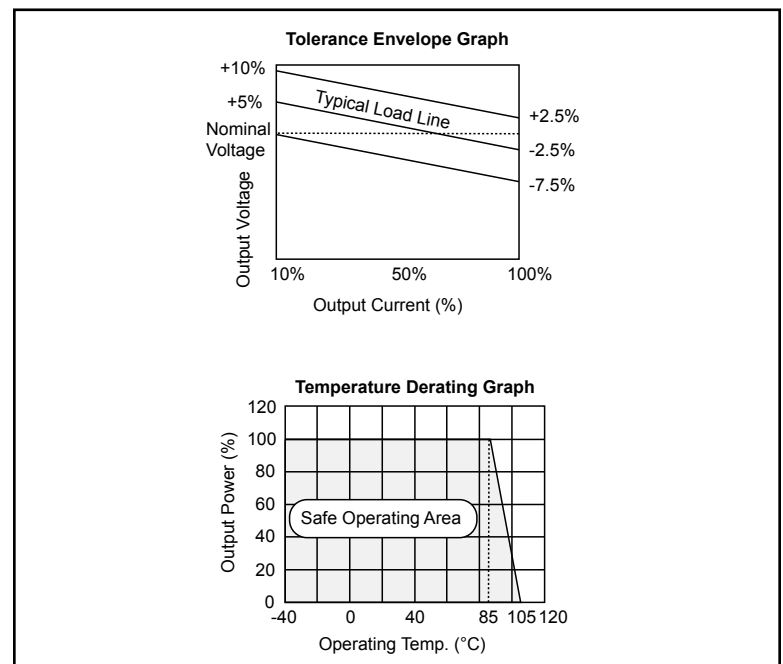 Tolerance Envelope Graph
+10%
+5%
Nominal
Voltage
Typical Load Line
+2.5%
-2.5%
-7.5%
Output Voltage
10% 50% 100%
Output Current (%)
Temperature Derating Graph
120
100
80
60
40
20
0
Output Power (%)
Safe Operating Area
-40 0 40 85 105 120
Operating Temp. (°C)